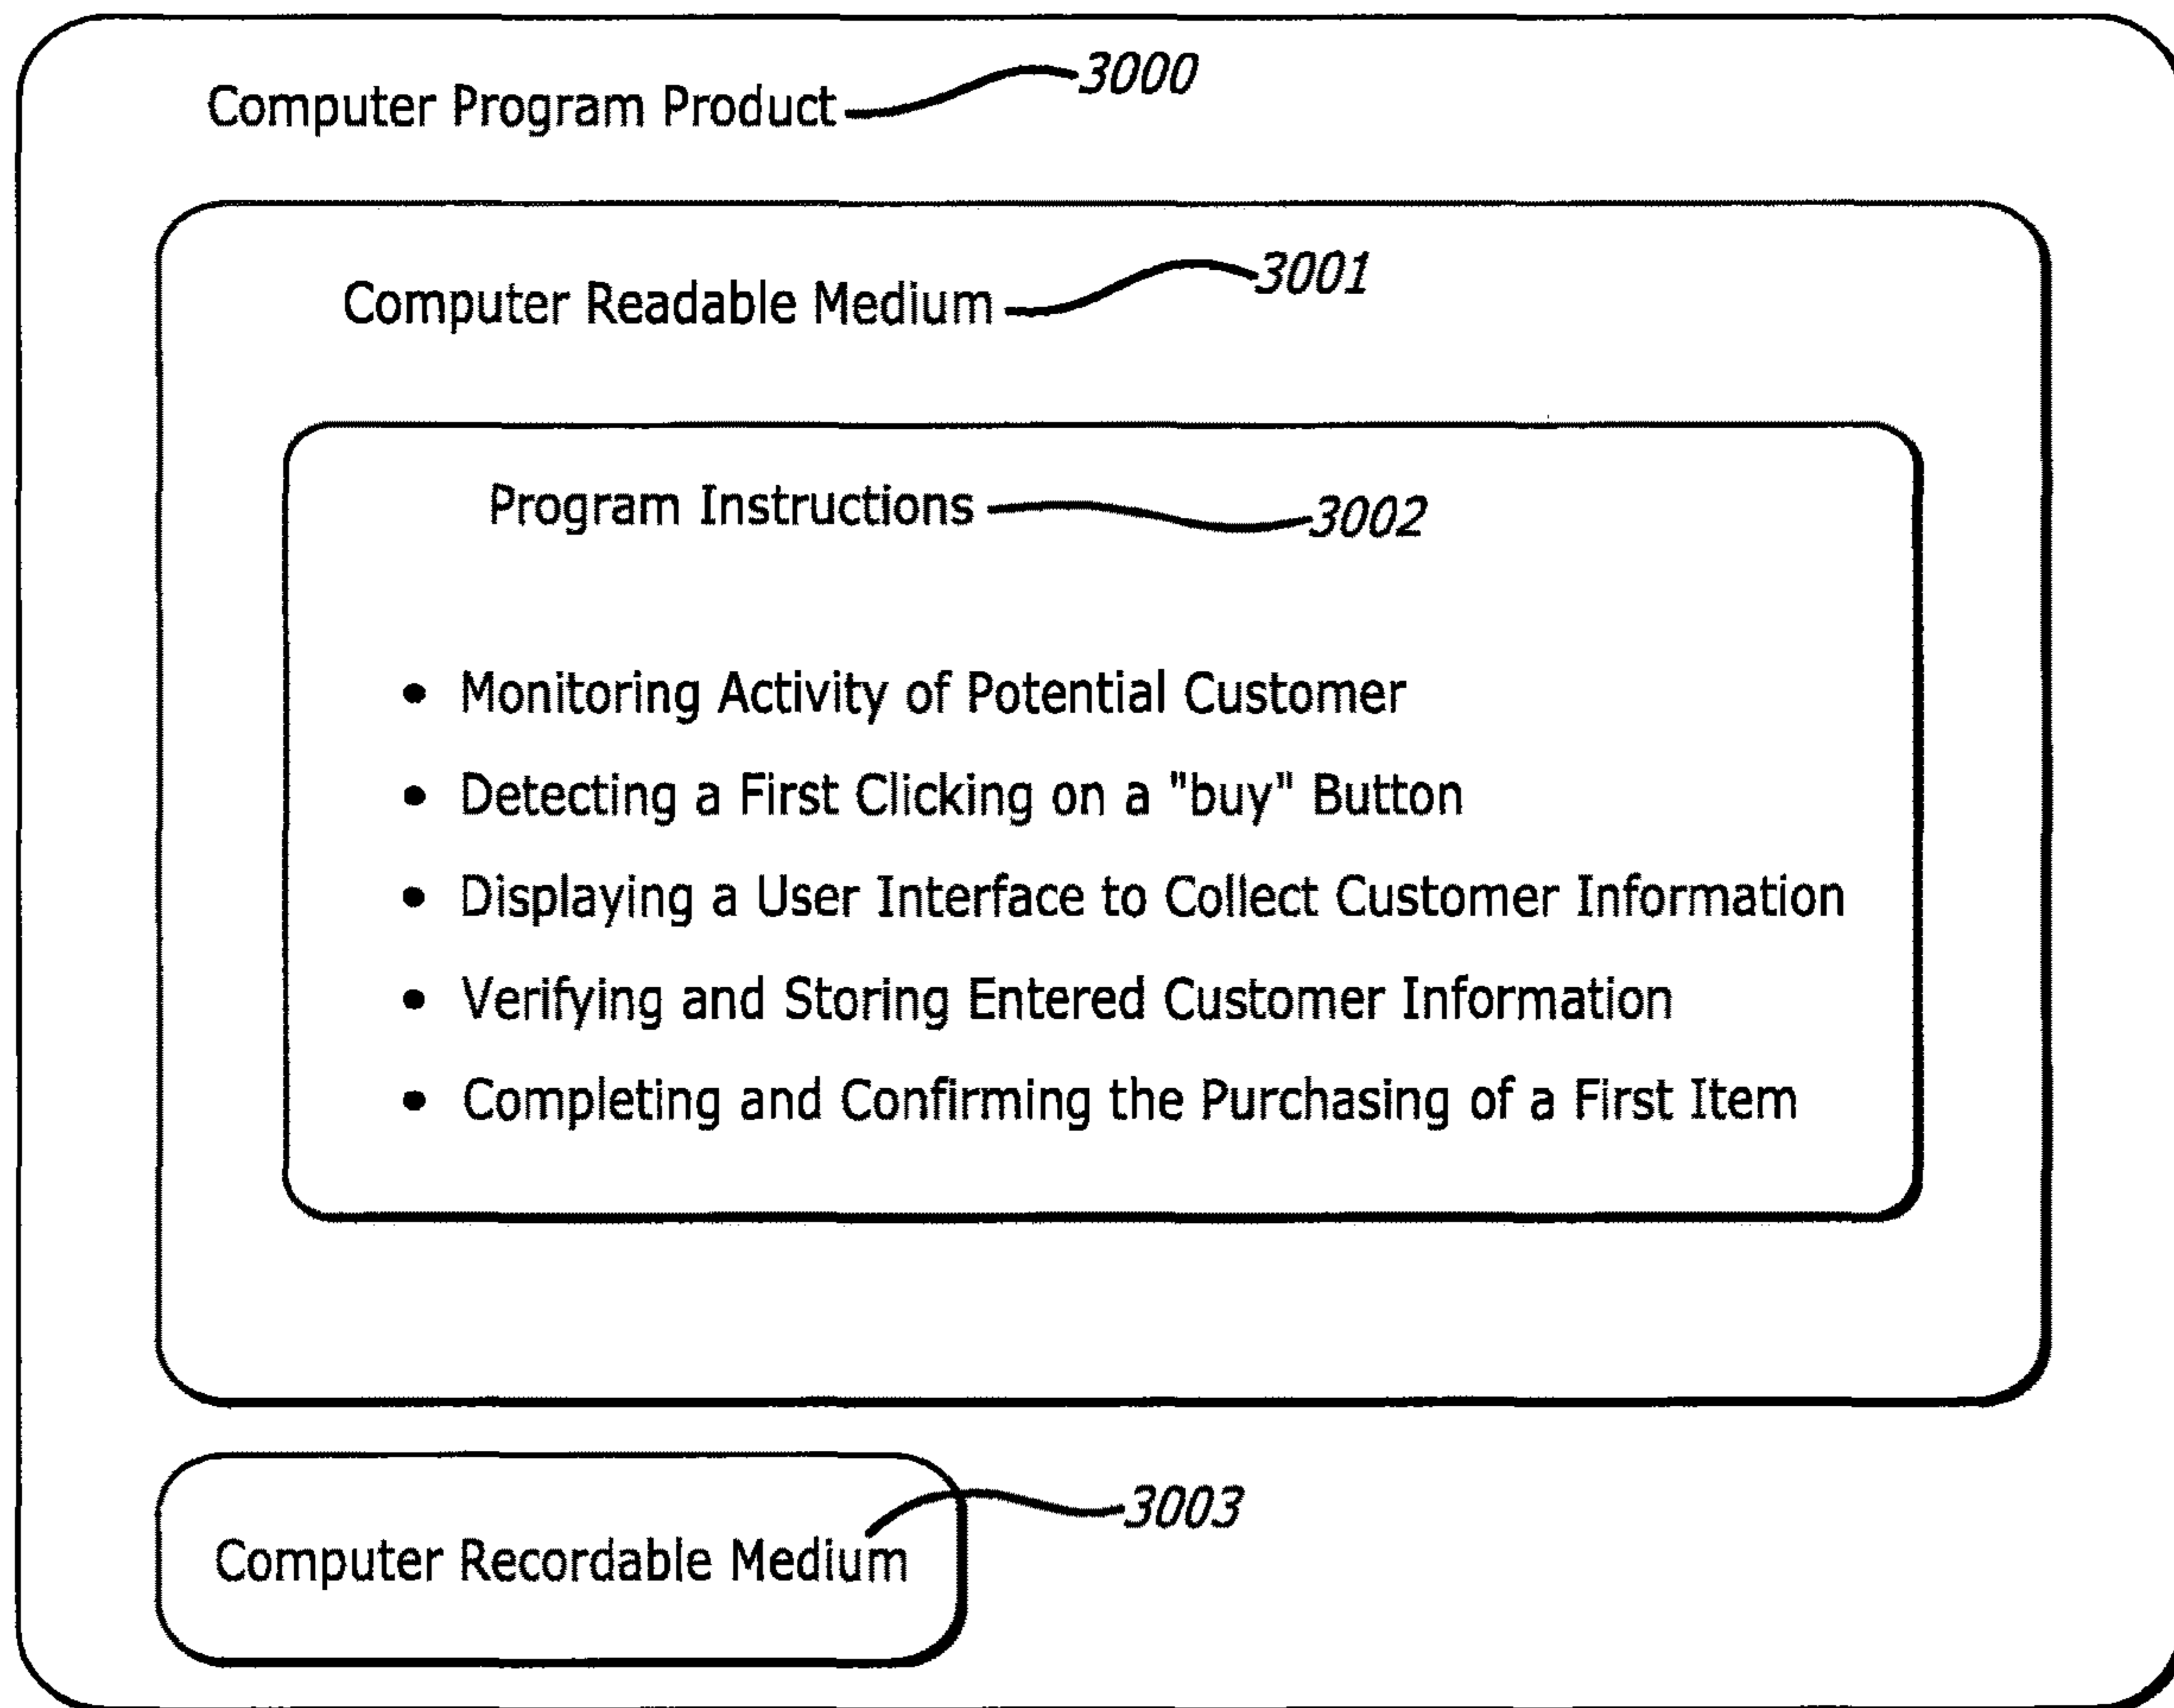 Computer Program Product 3000
Computer Readable Medium 3001
Program Instructions 3002
• Monitoring Activity of Potential Customer
• Detecting a First Clicking on a "buy" Button
• Displaying a User Interface to Collect Customer Information
• Verifying and Storing Entered Customer Information
• Completing and Confirming the Purchasing of a First Item
3003
Computer Recordable Medium